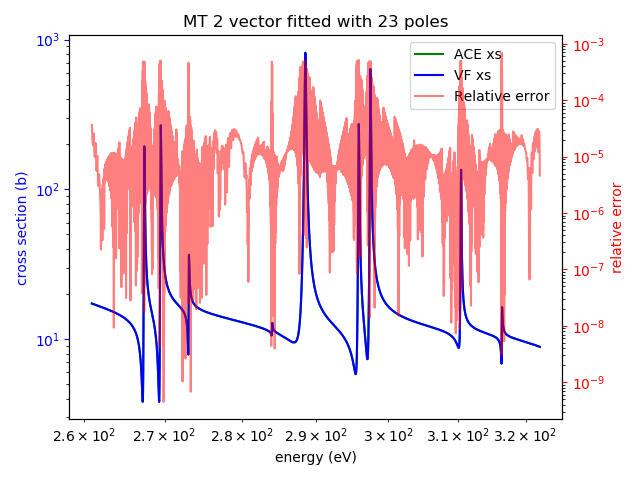 MT 2 vector fitted with 23 poles
10³
10²
10¹
cross section (b)
ACE xs
VF xs
Relative error
10⁻³
10⁻⁴
10⁻⁵
10⁻⁶
10⁻⁷
10⁻⁸
10⁻⁹
relative error
2.6 × 10² 2.7 × 10² 2.8 × 10² 2.9 × 10² 3 × 10² 3.1 × 10² 3.2 × 10²
energy (eV)